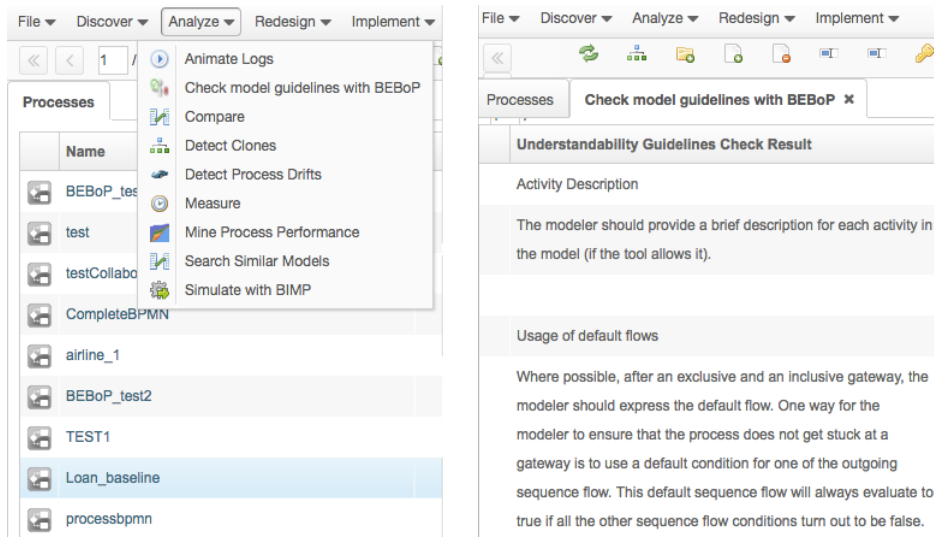 File Discover Analyze Redesign Implement
1 /
Processes
Name
BEBoP_tes
test
testCollabo
CompleteBPMN
airline_1
BEBoP_test2
TEST1
Loan_baseline
processbpmn
Animate Logs
Check model guidelines with BEBoP
Compare
Detect Clones
Detect Process Drifts
Measure
Mine Process Performance
Search Similar Models
Simulate with BIMP
File Discover Analyze Redesign Implement
Processes Check model guidelines with BEBoP
Understandability Guidelines Check Result
Activity Description
The modeler should provide a brief description for each activity in
the model (if the tool allows it).
Usage of default flows
Where possible, after an exclusive and an inclusive gateway, the
modeler should express the default flow. One way for the
modeler to ensure that the process does not get stuck at a
gateway is to use a default condition for one of the outgoing
sequence flow. This default sequence flow will always evaluate to
true if all the other sequence flow conditions turn out to be false.